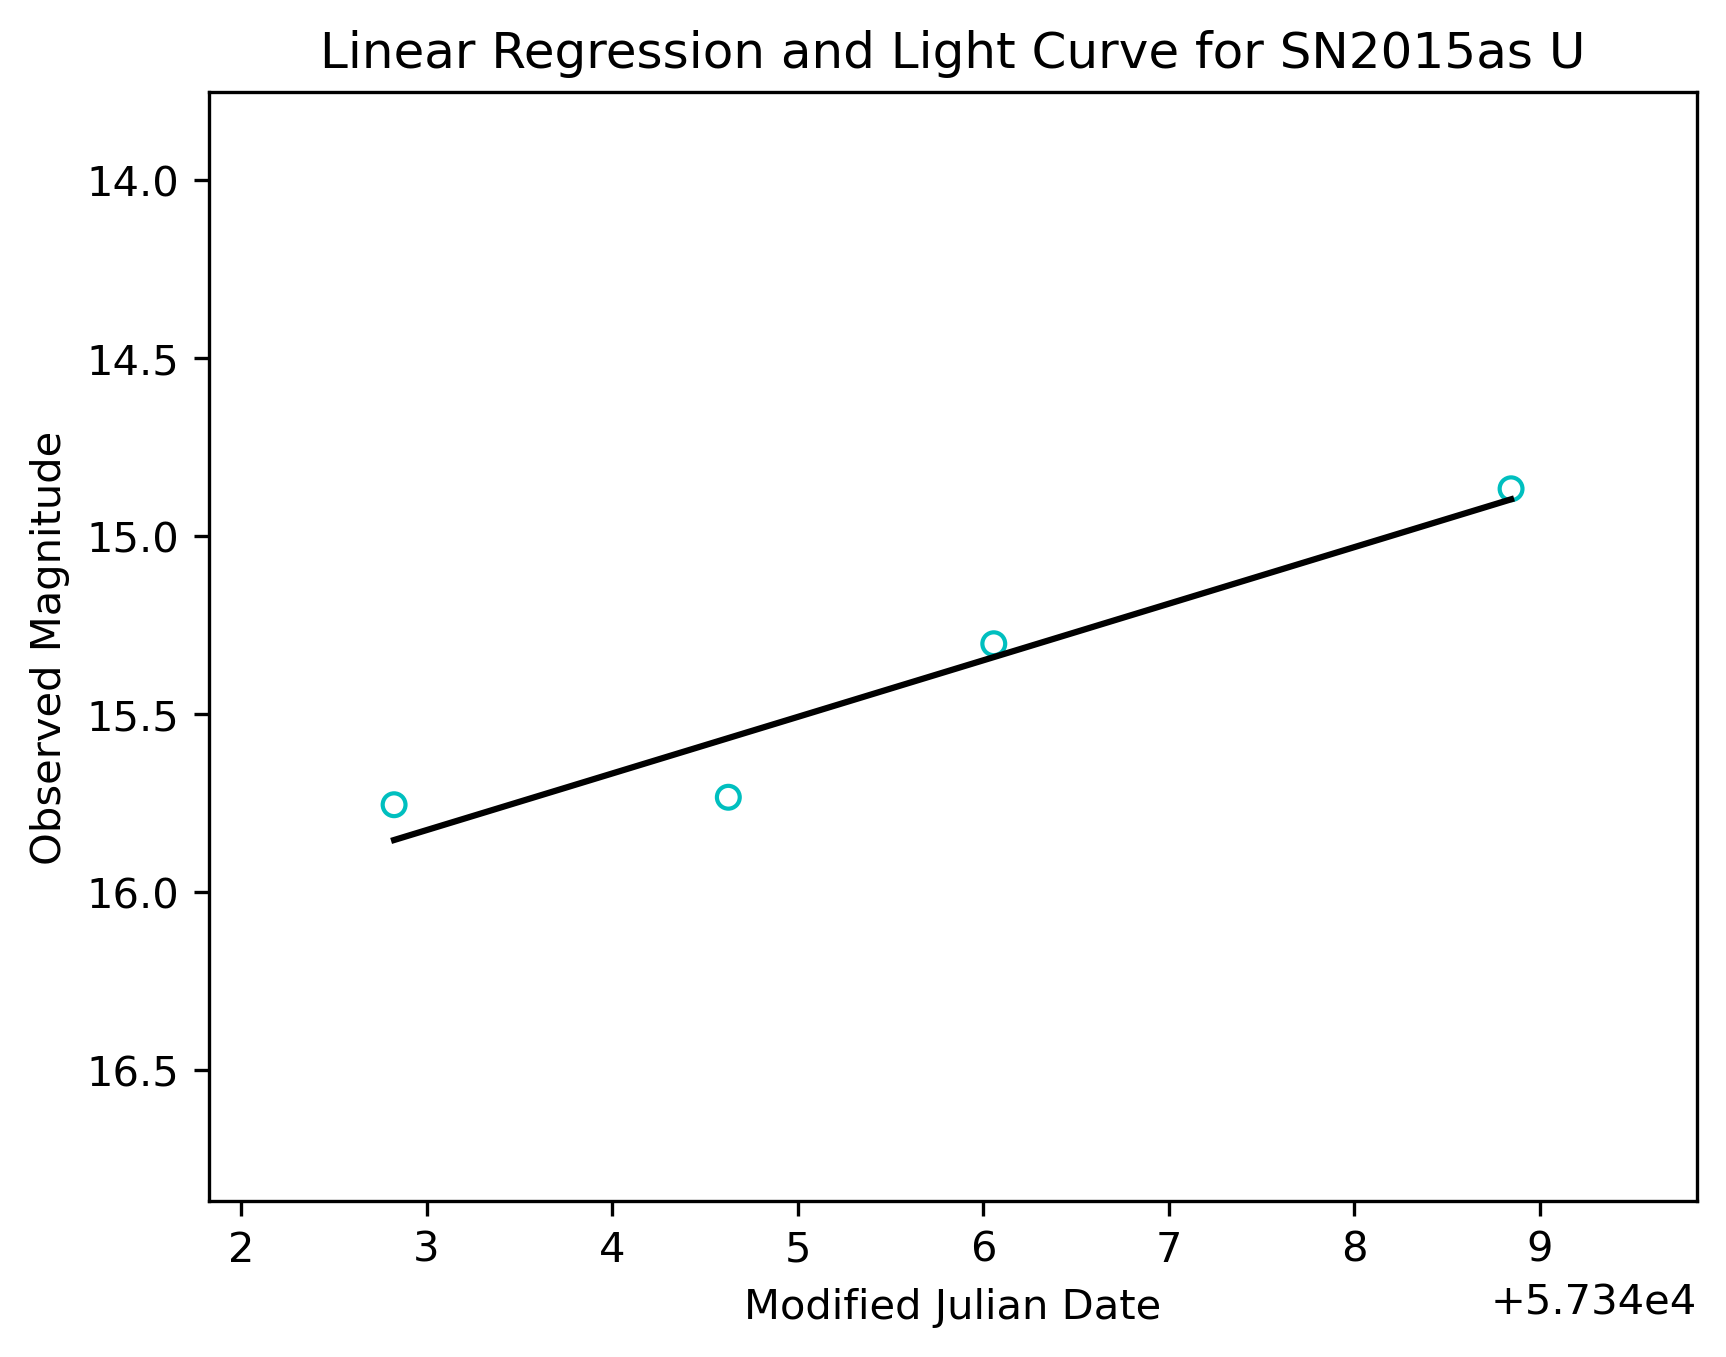 Linear Regression and Light Curve for SN2015as U
14.0
14.5
15.0
15.5
16.0
16.5
Observed Magnitude
2 3 4 5 6 7 8 9
Modified Julian Date
+5.734e4